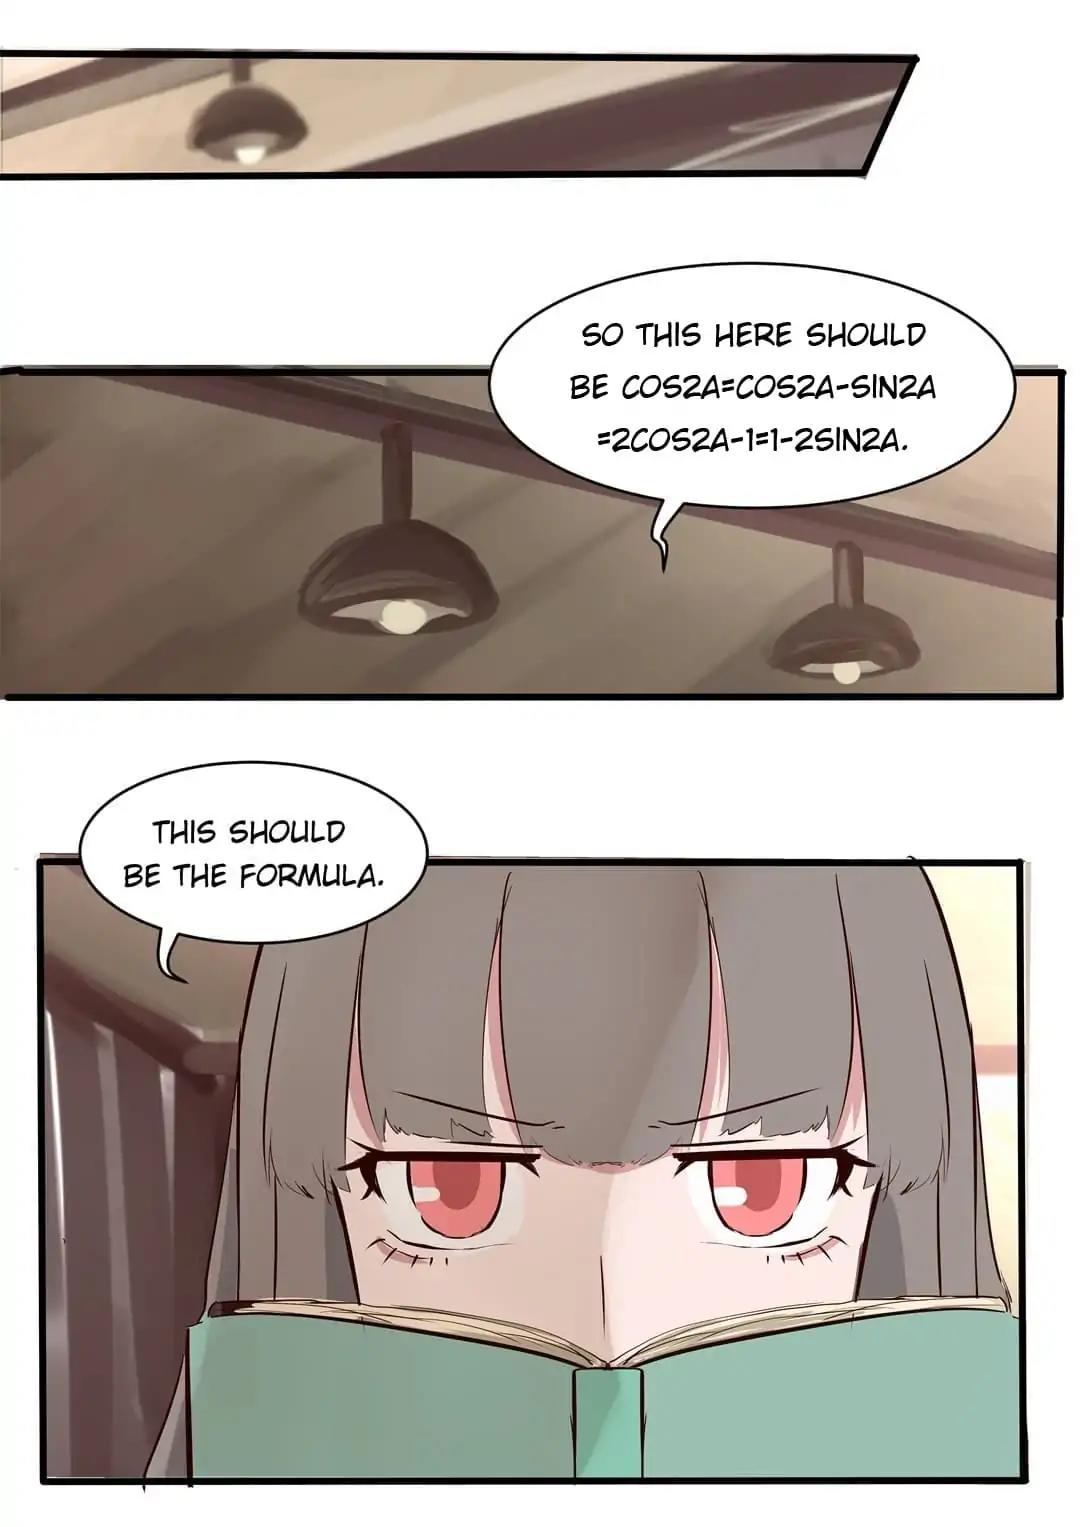 SO THIS HERE SHOULD
BE COS2A=COS2A-SIN2A
=2COS2A-1=1-2SIN2A.
THIS SHOULD
BE THE FORMULA.